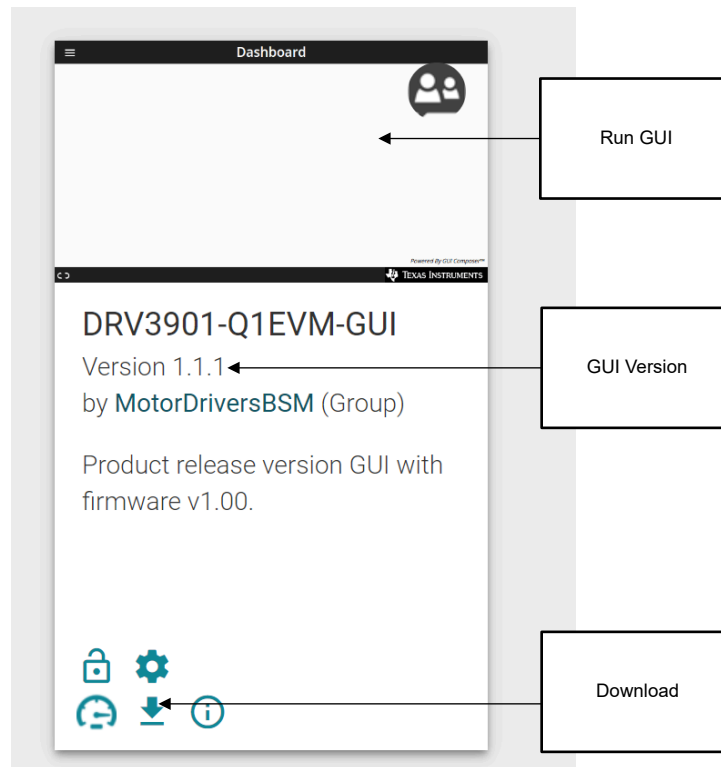 Dashboard
Run GUI
Powered By GUI Composer™
TEXAS INSTRUMENTS
DRV3901-Q1EVM-GUI
Version 1.1.1
GUI Version
by MotorDriversBSM (Group)
Product release version GUI with
firmware v1.00.
Download